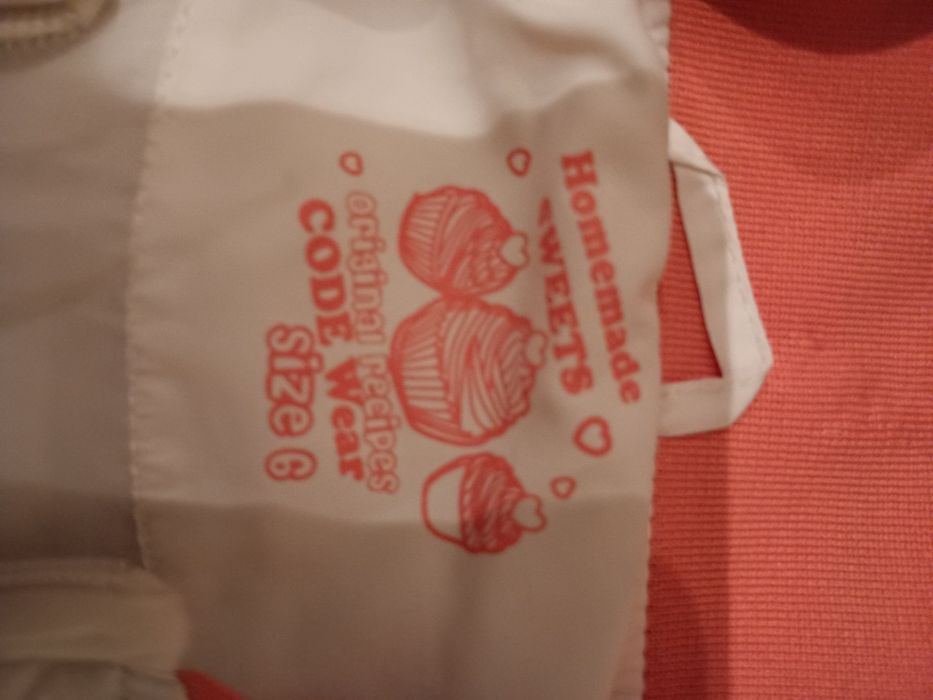 Homemade
SWEETS
original recipes
CODE Wear
Size 6